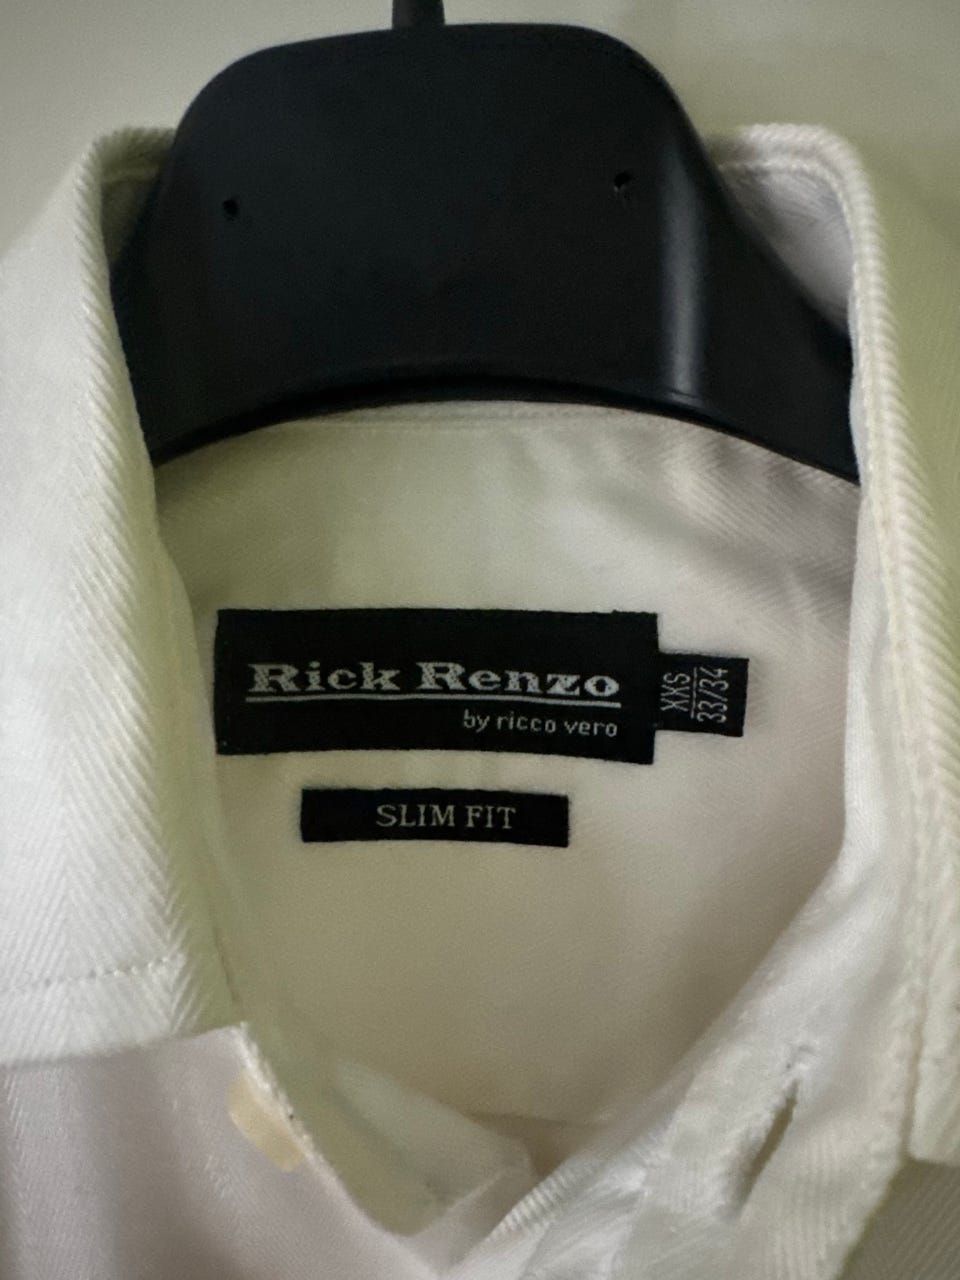 Rick Renzo
by ricco vero
XXS
33/34
SLIM FIT